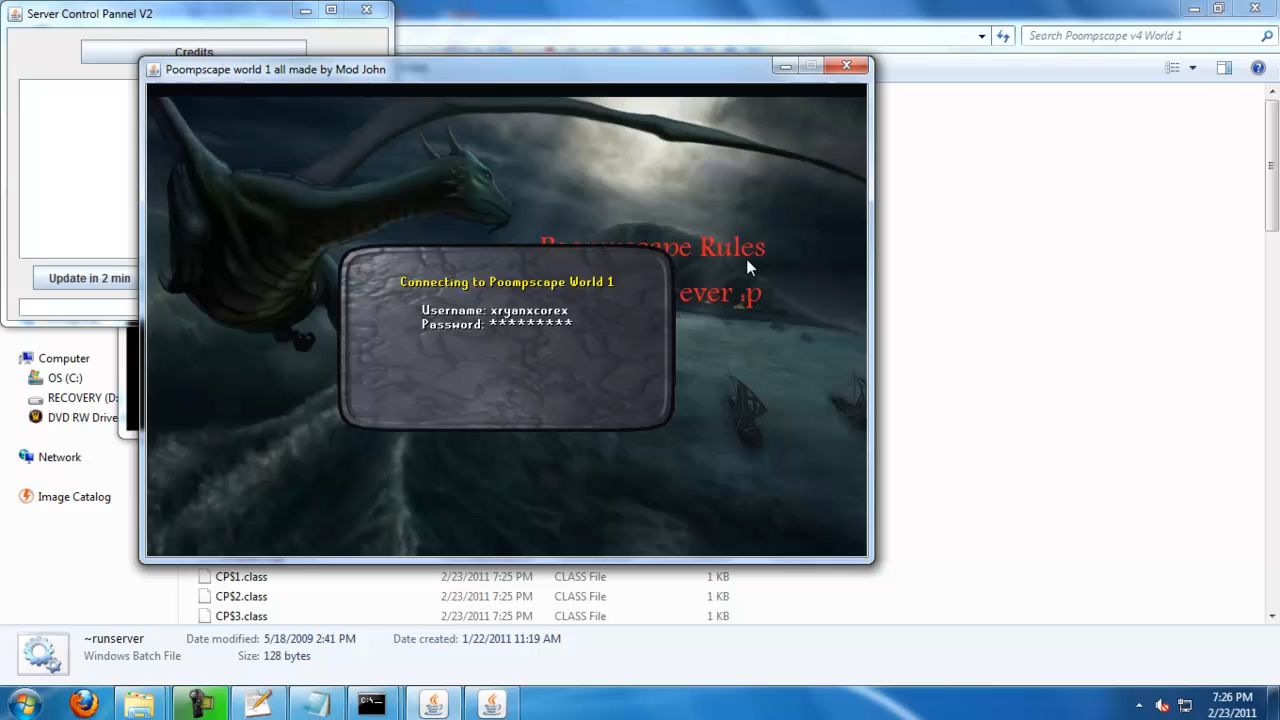 Server Control Pannel V2
Search Poompscape v4 World 1
Credits
Poompscape world 1 all made by Mod John
Rules
ever :p
Connecting to Poompscape World 1
Username: xryanxcorex
Password: *********
Update in 2 min
Computer
OS (C:)
RECOVERY (D:
DVD RW Drive
Network
Image Catalog
CP$1.class 2/23/2011 7:25 PM CLASS File 1 KB
CP$2.class 2/23/2011 7:25 PM CLASS File 1 KB
CP$3.class 2/23/2011 7:25 PM CLASS File 1 KB
~runserver Date modified: 5/18/2009 2:41 PM Date created: 1/22/2011 11:19 AM
Windows Batch File Size: 128 bytes
7:26 PM
2/23/2011